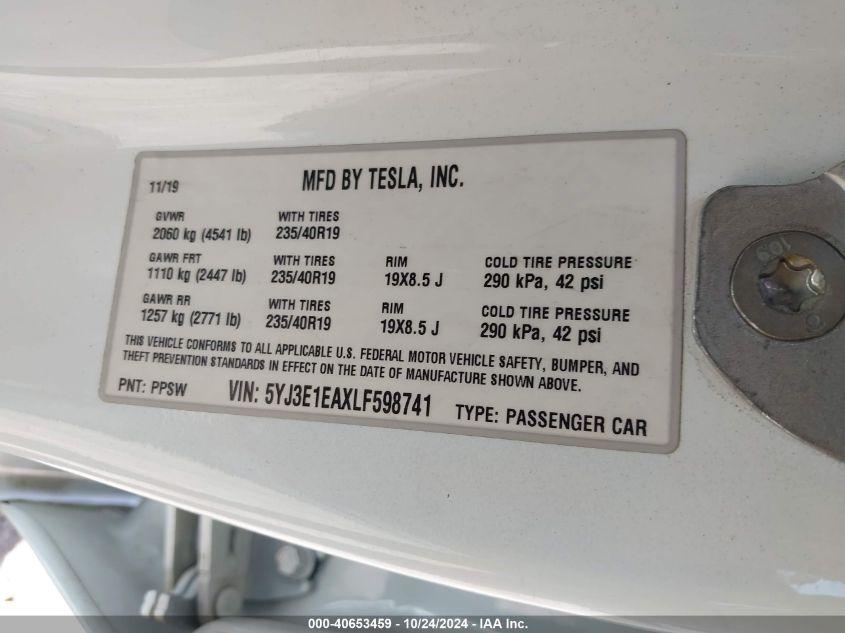 11/19 MFD BY TESLA, INC.
GVWR WITH TIRES
2060 kg (4541 lb) 235/40R19
GAWR FRT WITH TIRES RIM COLD TIRE PRESSURE
1110 kg (2447 lb) 235/40R19 19X8.5 J 290 kPa, 42 psi
GAWR RR WITH TIRES RIM COLD TIRE PRESSURE
1257 kg (2771 lb) 235/40R19 19X8.5 J 290 kPa, 42 psi
THIS VEHICLE CONFORMS TO ALL APPLICABLE U.S. FEDERAL MOTOR VEHICLE SAFETY, BUMPER, AND
THEFT PREVENTION STANDARDS IN EFFECT ON THE DATE OF MANUFACTURE SHOWN ABOVE.
PNT: PPSW VIN: 5YJ3E1EAXLF598741 TYPE: PASSENGER CAR
000-40653459 - 10/24/2024 - IAA Inc.